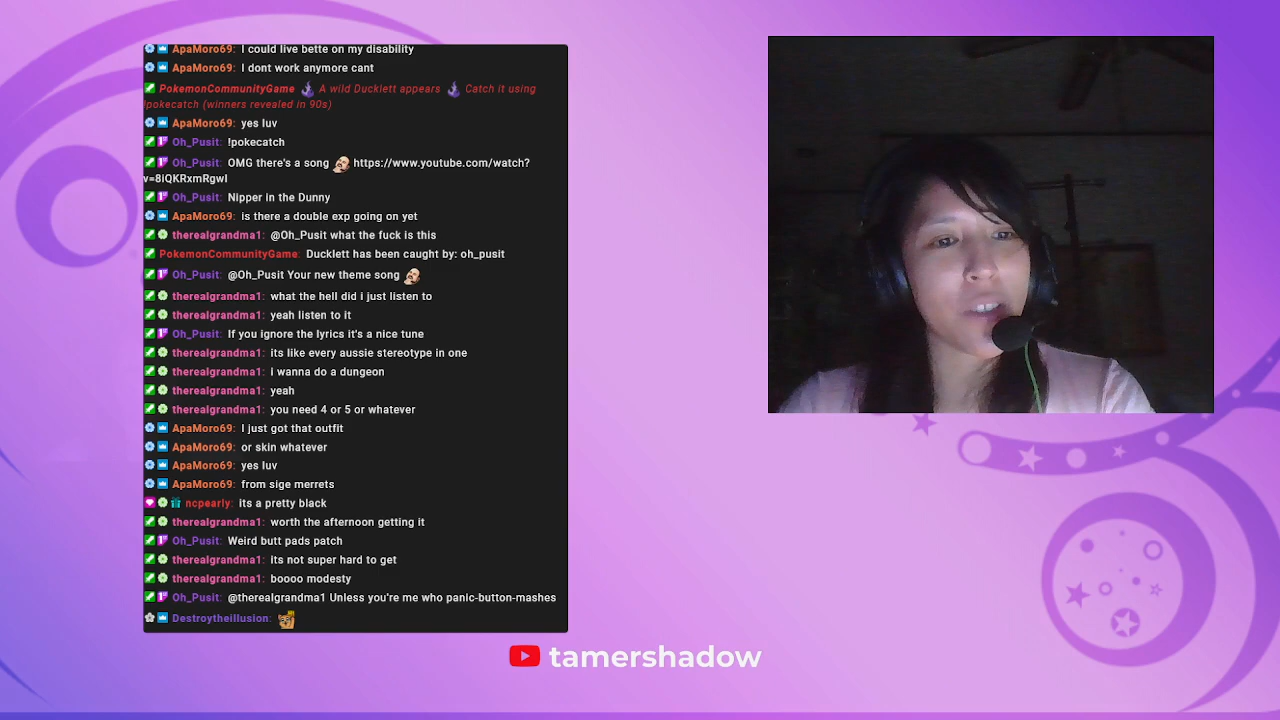 ApaMoro69: I could live bette on my disability
ApaMoro69: I dont work anymore cant
PokemonCommunityGame A wild Ducklett appears Catch it using
!pokecatch (winners revealed in 90s)
ApaMoro69: yes luv
Oh_Pusit: !pokecatch
Oh_Pusit: OMG there's a song https://www.youtube.com/watch?
v=8iQKRxmRgwI
Oh_Pusit: Nipper in the Dunny
ApaMoro69: is there a double exp going on yet
therealgrandma1: @Oh_Pusit what the fuck is this
PokemonCommunityGame: Ducklett has been caught by: oh_pusit
Oh_Pusit: @Oh_Pusit Your new theme song
therealgrandma1: what the hell did i just listen to
therealgrandma1: yeah listen to it
Oh_Pusit: If you ignore the lyrics it's a nice tune
therealgrandma1: its like every aussie stereotype in one
therealgrandma1: i wanna do a dungeon
therealgrandma1: yeah
therealgrandma1: you need 4 or 5 or whatever
ApaMoro69: I just got that outfit
ApaMoro69: or skin whatever
ApaMoro69: yes luv
ApaMoro69: from sige merrets
ncpearly: its a pretty black
therealgrandma1: worth the afternoon getting it
Oh_Pusit: Weird butt pads patch
therealgrandma1: its not super hard to get
therealgrandma1: boooo modesty
Oh_Pusit: @therealgrandma1 Unless you're me who panic-button-mashes
Destroytheillusion:
tamershadow